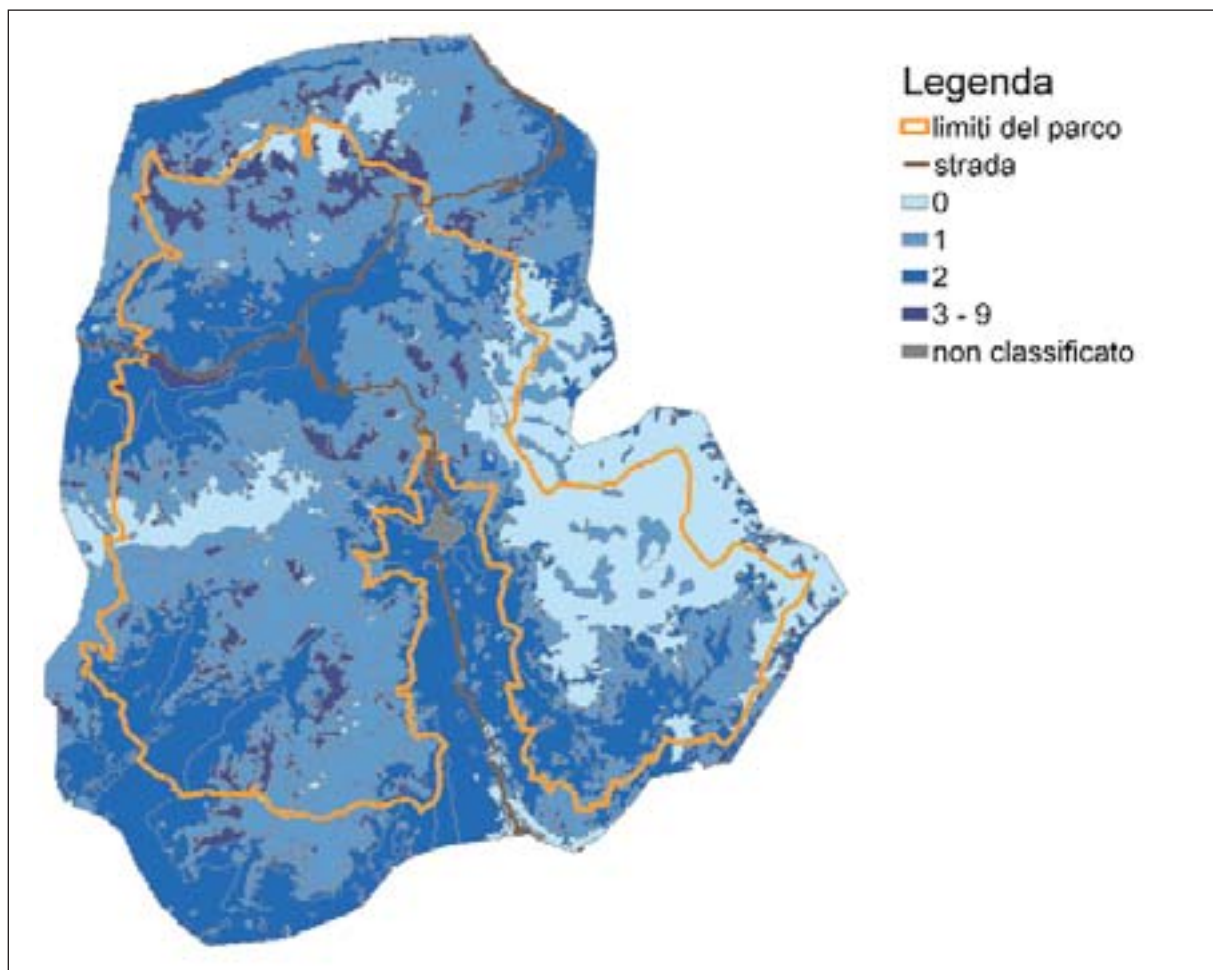 Legenda
limiti del parco
strada
0
1
2
3 - 9
non classificato